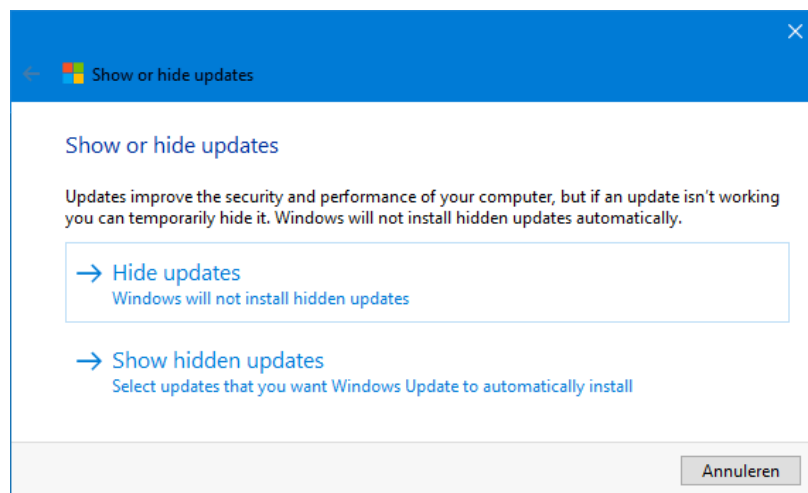 Show or hide updates
Show or hide updates
Updates improve the security and performance of your computer, but if an update isn't working
you can temporarily hide it. Windows will not install hidden updates automatically.
Hide updates
Windows will not install hidden updates
Show hidden updates
Select updates that you want Windows Update to automatically install
Annuleren